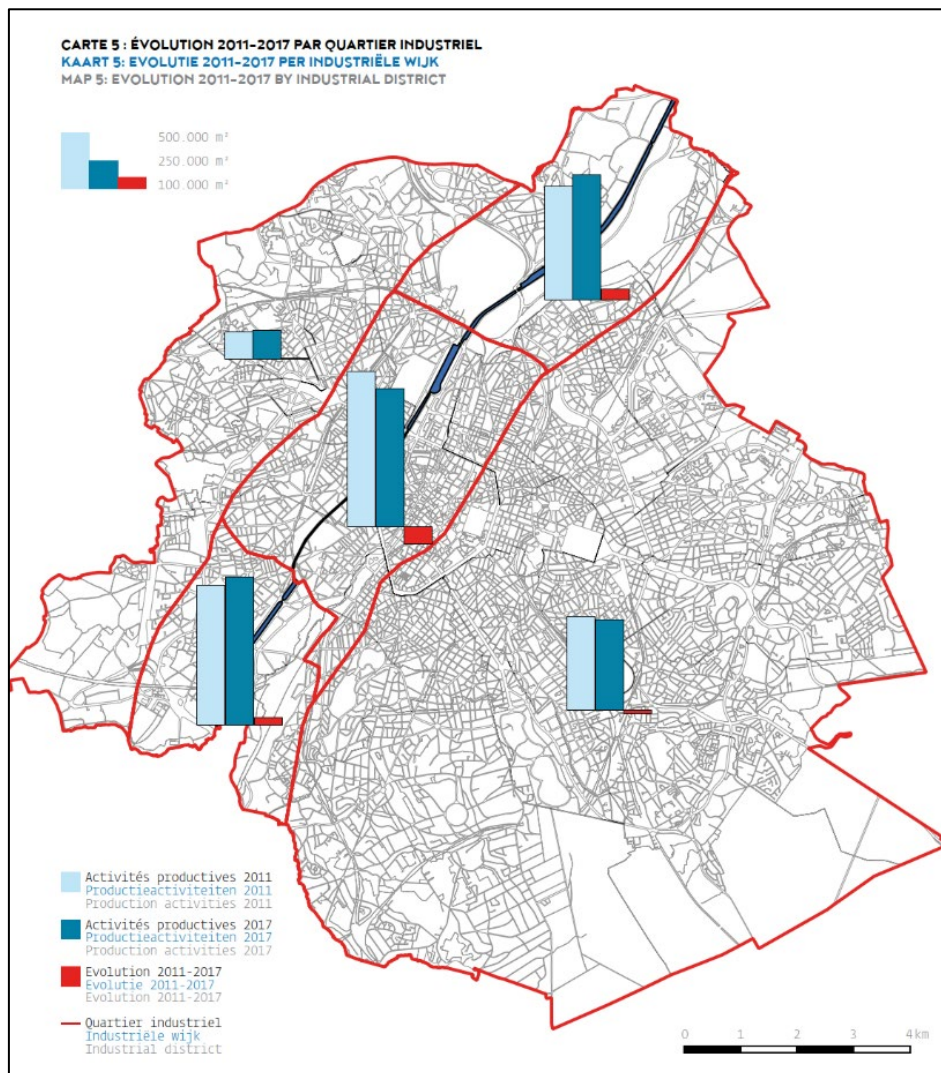 CARTE 5 : ÉVOLUTION 2011–2017 PAR QUARTIER INDUSTRIEL
KAART 5: EVOLUTIE 2011–2017 PER INDUSTRIËLE WIJK
MAP 5: EVOLUTION 2011–2017 BY INDUSTRIAL DISTRICT
500.000 m²
250.000 m²
100.000 m²
Activités productives 2011
Productieactiviteiten 2011
Production activities 2011
Activités productives 2017
Productieactiviteiten 2017
Production activities 2017
Evolution 2011-2017
Evolutie 2011-2017
Evolution 2011-2017
Quartier industriel
Industriële wijk
Industrial district
0 1 2 3 4 km